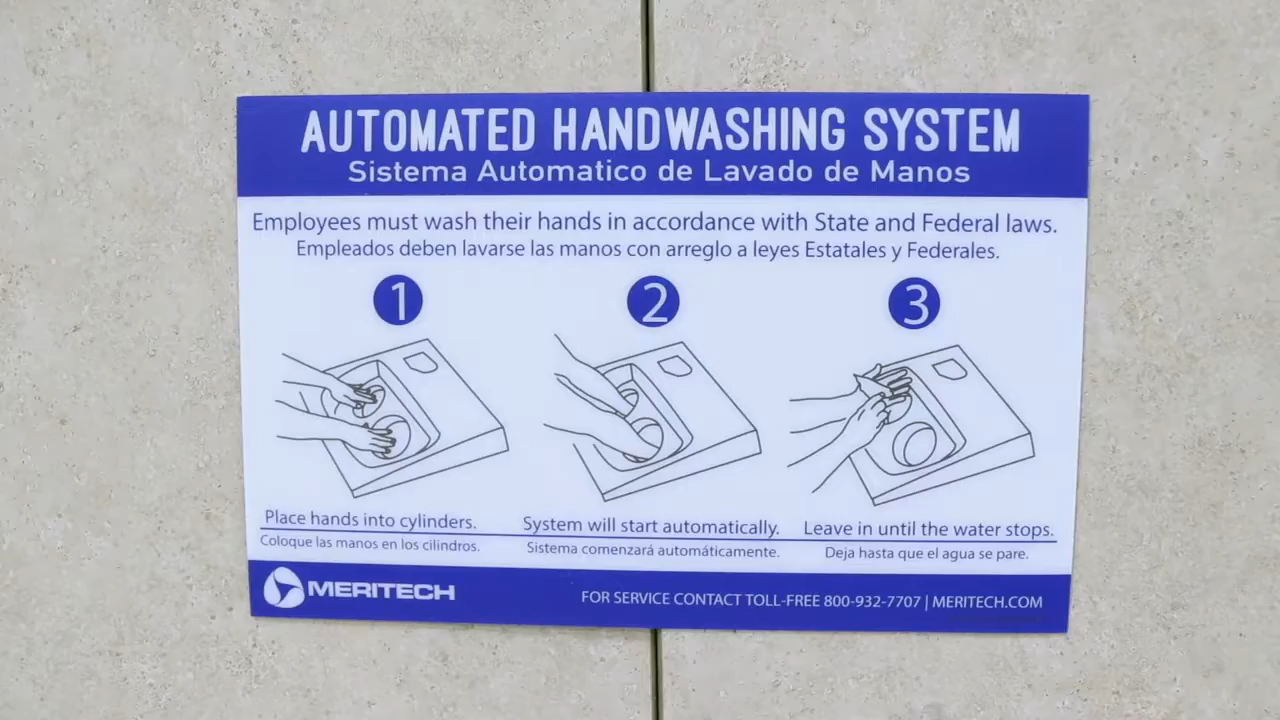 AUTOMATED HANDWASHING SYSTEM
Sistema Automatico de Lavado de Manos
Employees must wash their hands in accordance with State and Federal laws.
Empleados deben lavarse las manos con arreglo a leyes Estatales y Federales.
1
Place hands into cylinders.
Coloque las manos en los cilindros.
2
System will start automatically.
Sistema comenzará automáticamente.
3
Leave in until the water stops.
Deja hasta que el agua se pare.
MERITECH
FOR SERVICE CONTACT TOLL-FREE 800-932-7707 | MERITECH.COM